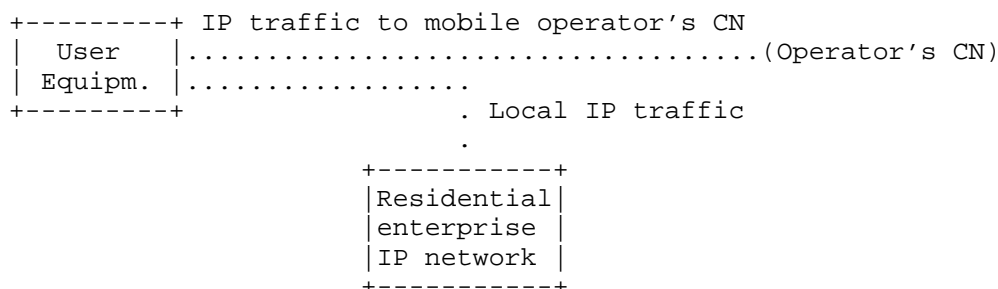 +---------+ IP traffic to mobile operator's CN
|  User   |....................................(Operator's CN)
| Equipm. |..................
+---------+                 . Local IP traffic
                            .
                      +-----------+
                      |Residential|
                      |enterprise |
                      |IP network |
                      +-----------+